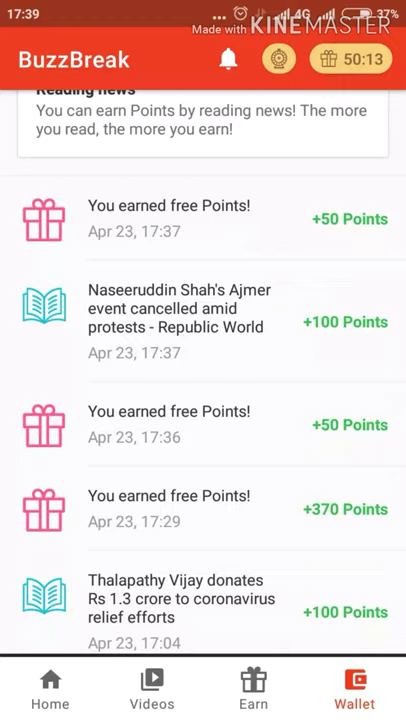 17:39 ... 4G 37%
Made with KINEMASTER
BuzzBreak 50:13
Reading news
You can earn Points by reading news! The more
you read, the more you earn!
You earned free Points!
+50 Points
Apr 23, 17:37
Naseeruddin Shah's Ajmer
event cancelled amid
protests - Republic World
+100 Points
Apr 23, 17:37
You earned free Points!
+50 Points
Apr 23, 17:36
You earned free Points!
+370 Points
Apr 23, 17:29
Thalapathy Vijay donates
Rs 1.3 crore to coronavirus
relief efforts
+100 Points
Apr 23, 17:04
Home Videos Earn Wallet